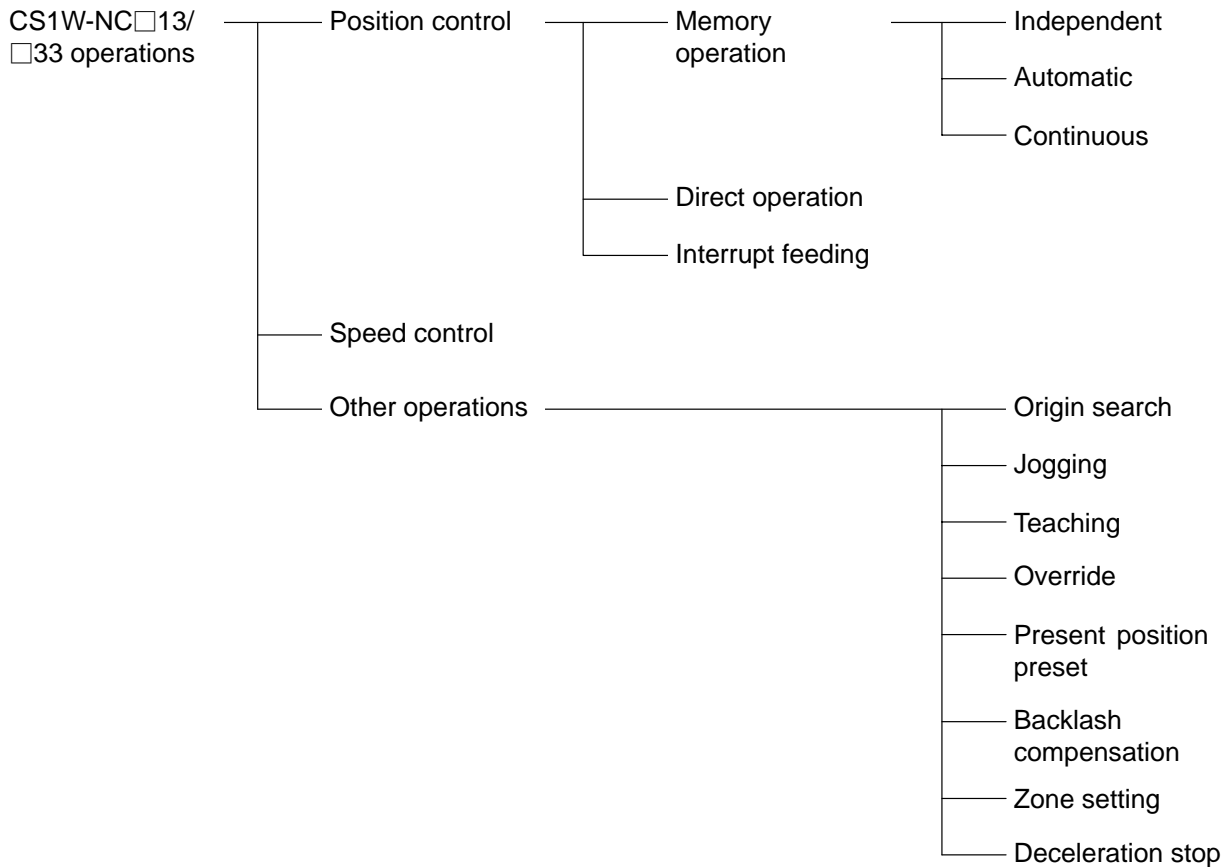 CS1W-NC□13/
□33 operations
Position control
Memory
operation
Independent
Automatic
Continuous
Direct operation
Interrupt feeding
Speed control
Other operations
Origin search
Jogging
Teaching
Override
Present position
preset
Backlash
compensation
Zone setting
Deceleration stop